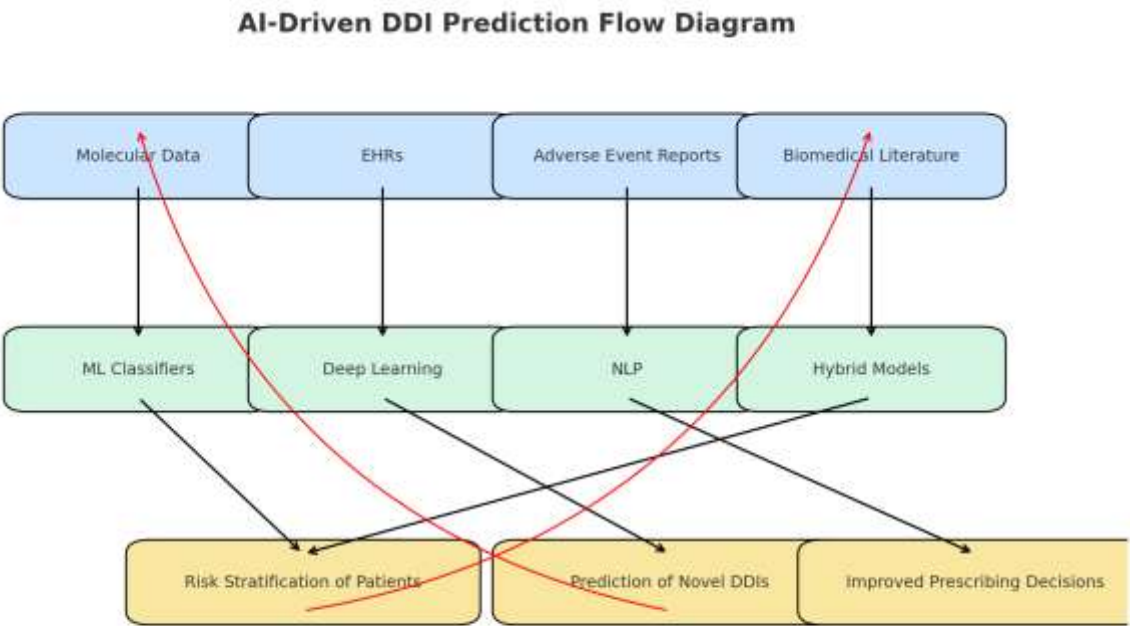 AI-Driven DDI Prediction Flow Diagram
Molecular Data
EHRs
Adverse Event Reports
Biomedical Literature
ML Classifiers
Deep Learning
NLP
Hybrid Models
Risk Stratification of Patients
Prediction of Novel DDIs
Improved Prescribing Decisions